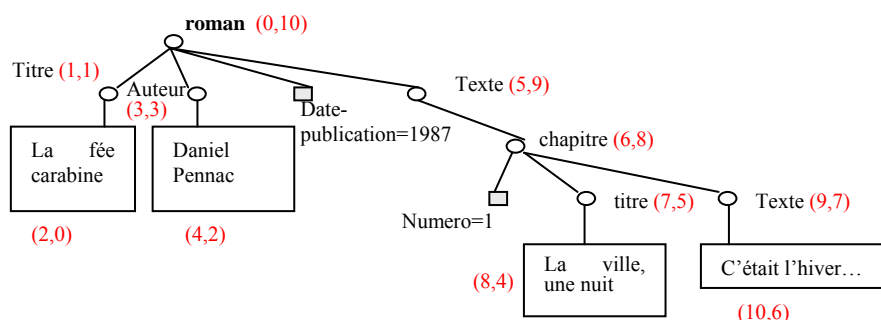 roman (0,10)
Titre (1,1)
Auteur
(3,3)
Texte (5,9)
Date-
publication=1987
La fée
carabine
Daniel
Pennac
chapitre (6,8)
Numero=1
titre (7,5)
Texte (9,7)
(2,0)
(4,2)
(8,4)
La ville,
une nuit
C’était l’hiver…
(10,6)